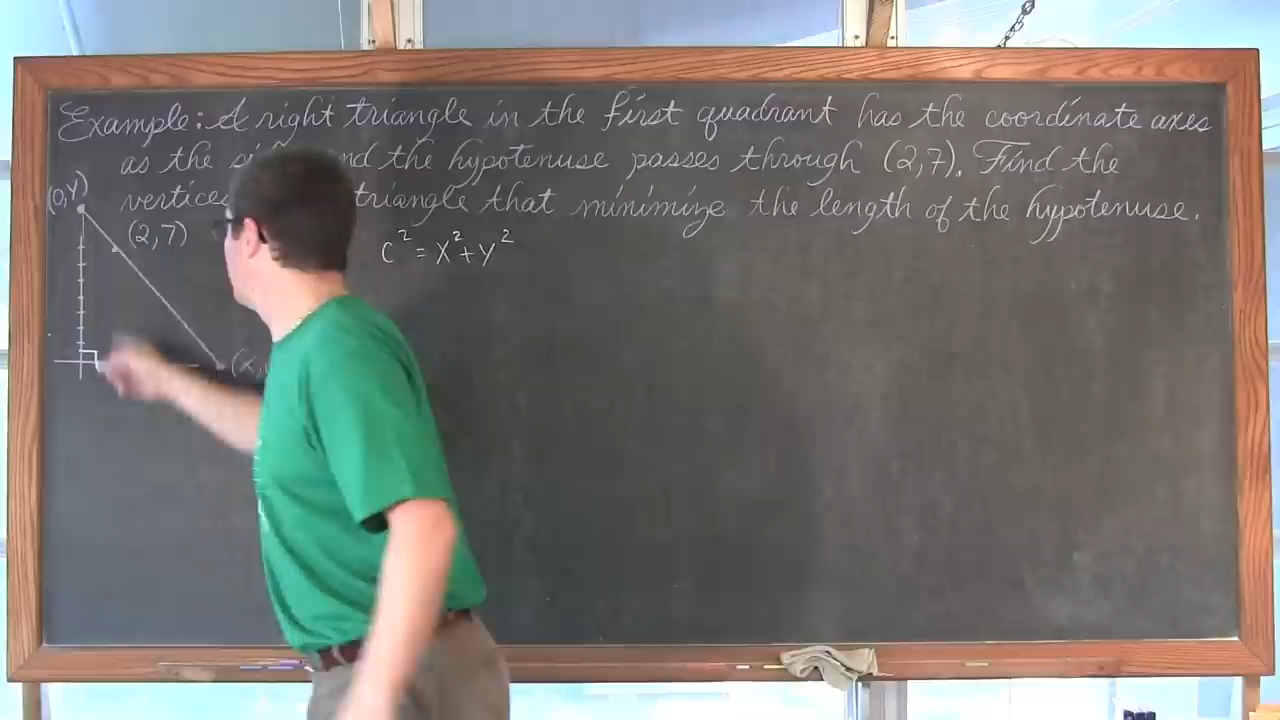 Example: A right triangle in the first quadrant has the coordinate axes
as the and the hypotenuse passes through (2,7). Find the
vertices triangle that minimize the length of the hypotenuse.
(0,Y)
(2,7)
C² = X² + Y²
(X,